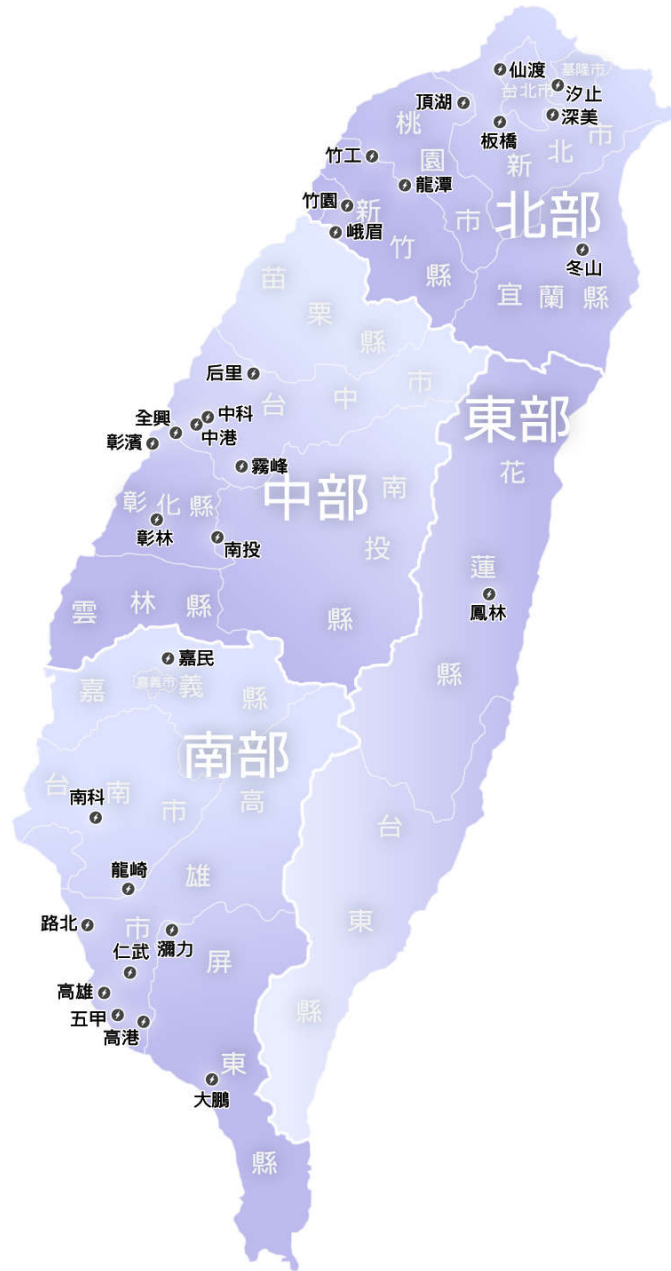 仙渡
基隆市
台北市
汐止
頂湖
深美
板橋
桃園市
新北市
竹工
龍潭
竹園
峨眉
新竹縣
北部
冬山
宜蘭縣
苗栗縣
后里
台中市
東部
全興
中科
中港
彰濱
霧峰
中部
花蓮縣
彰化縣
彰林
南投
南投縣
鳳林
雲林縣
嘉民
嘉義市
嘉義縣
南部
台南市
南科
高雄市
台東縣
龍崎
路北
仁武
瀰力
屏東縣
高雄
五甲
高港
大鵬